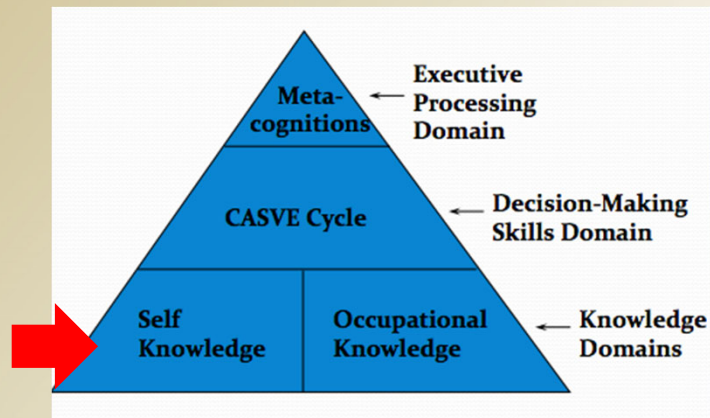 Meta-
cognitions
Executive
Processing
Domain
CASVE Cycle
Decision-Making
Skills Domain
Self
Knowledge
Occupational
Knowledge
Knowledge
Domains